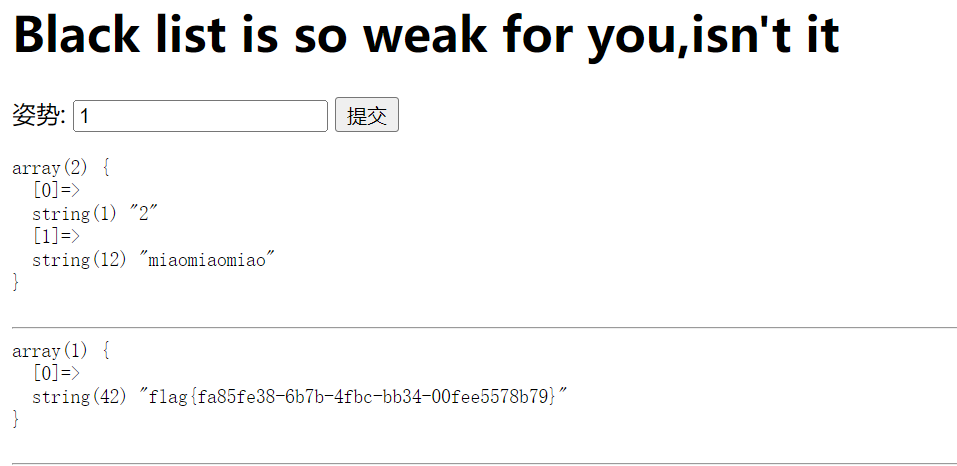 Black list is so weak for you,isn't it
姿势: 1 提交
array(2) {
  [0]=>
  string(1) "2"
  [1]=>
  string(12) "miaomiaomiao"
}
array(1) {
  [0]=>
  string(42) "flag{fa85fe38-6b7b-4fbc-bb34-00fee5578b79}"
}